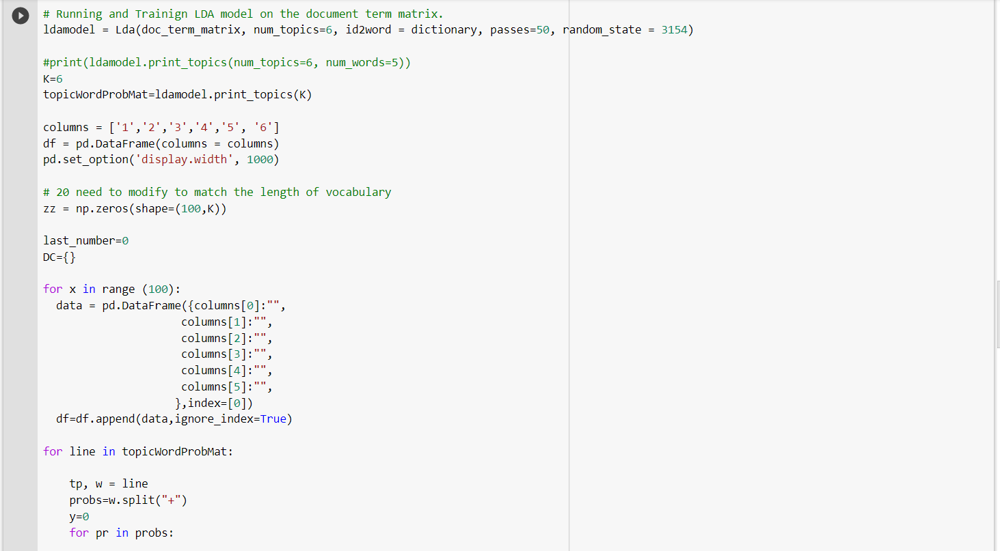 # Running and Trainign LDA model on the document term matrix.
ldamodel = Lda(doc_term_matrix, num_topics=6, id2word = dictionary, passes=50, random_state = 3154)
#print(ldamodel.print_topics(num_topics=6, num_words=5))
K=6
topicWordProbMat=ldamodel.print_topics(K)
columns = ['1','2','3','4','5', '6']
df = pd.DataFrame(columns = columns)
pd.set_option('display.width', 1000)
# 20 need to modify to match the length of vocabulary
zz = np.zeros(shape=(100,K))
last_number=0
DC={}
for x in range (100):
  data = pd.DataFrame({columns[0]:"",
                     columns[1]:"",
                     columns[2]:"",
                     columns[3]:"",
                     columns[4]:"",
                     columns[5]:"",
                    },index=[0])
  df=df.append(data,ignore_index=True)
for line in topicWordProbMat:
    tp, w = line
    probs=w.split("+")
    y=0
    for pr in probs: